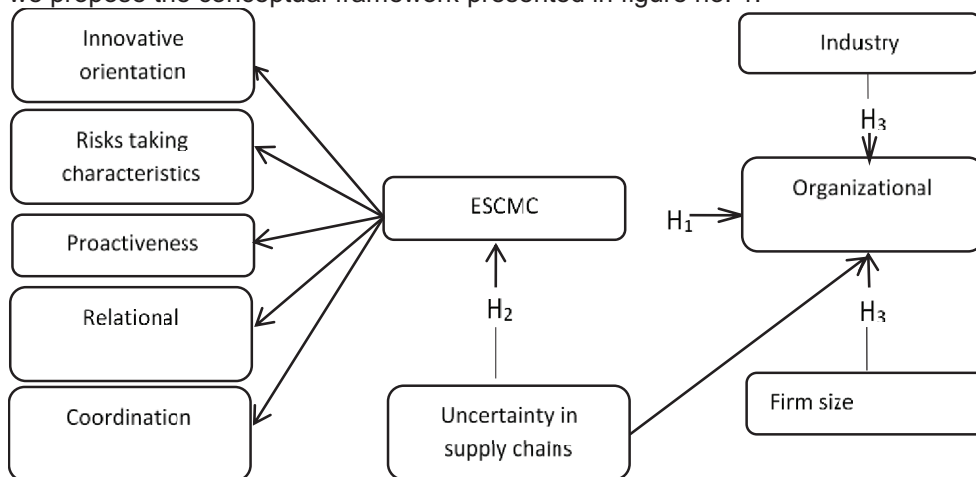 we propose the conceptual framework presented in figure no. 1.
Innovative
orientation
Risks taking
characteristics
Proactiveness
Relational
Coordination
ESCMC
H₂
Uncertainty in
supply chains
Industry
H₃
Organizational
H₁
H₃
Firm size